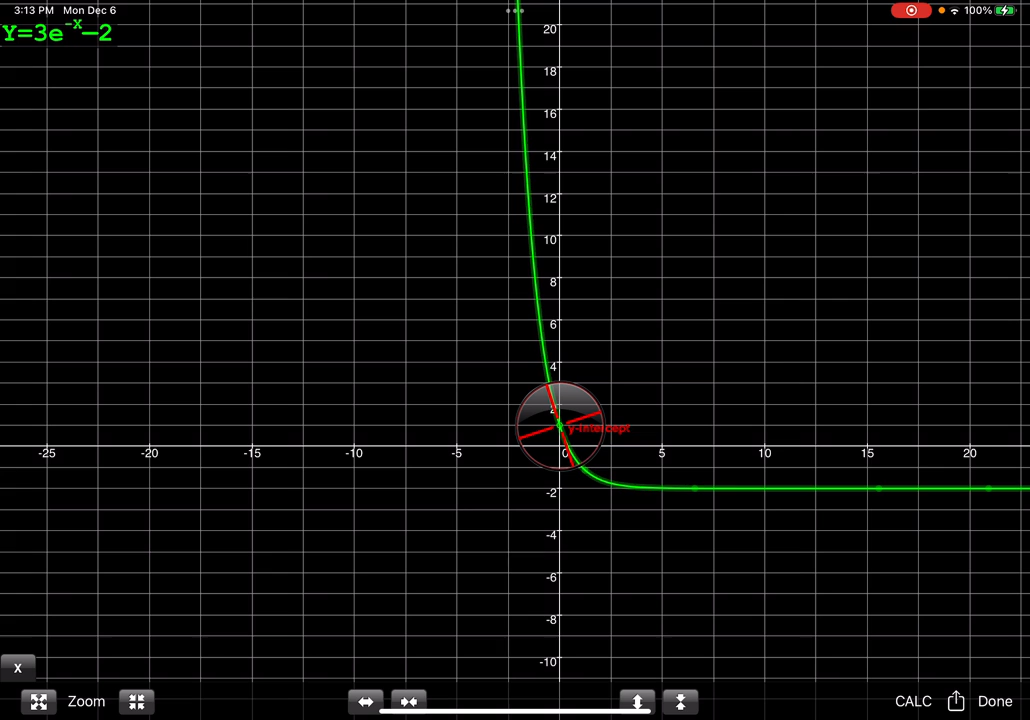 3:13 PM Mon Dec 6
100%
Y=3e^-X−2
20
18
16
14
12
10
8
6
4
2
y-intercept
-25 -20 -15 -10 -5 0 5 10 15 20
-2
-4
-6
-8
-10
X
Zoom
CALC Done